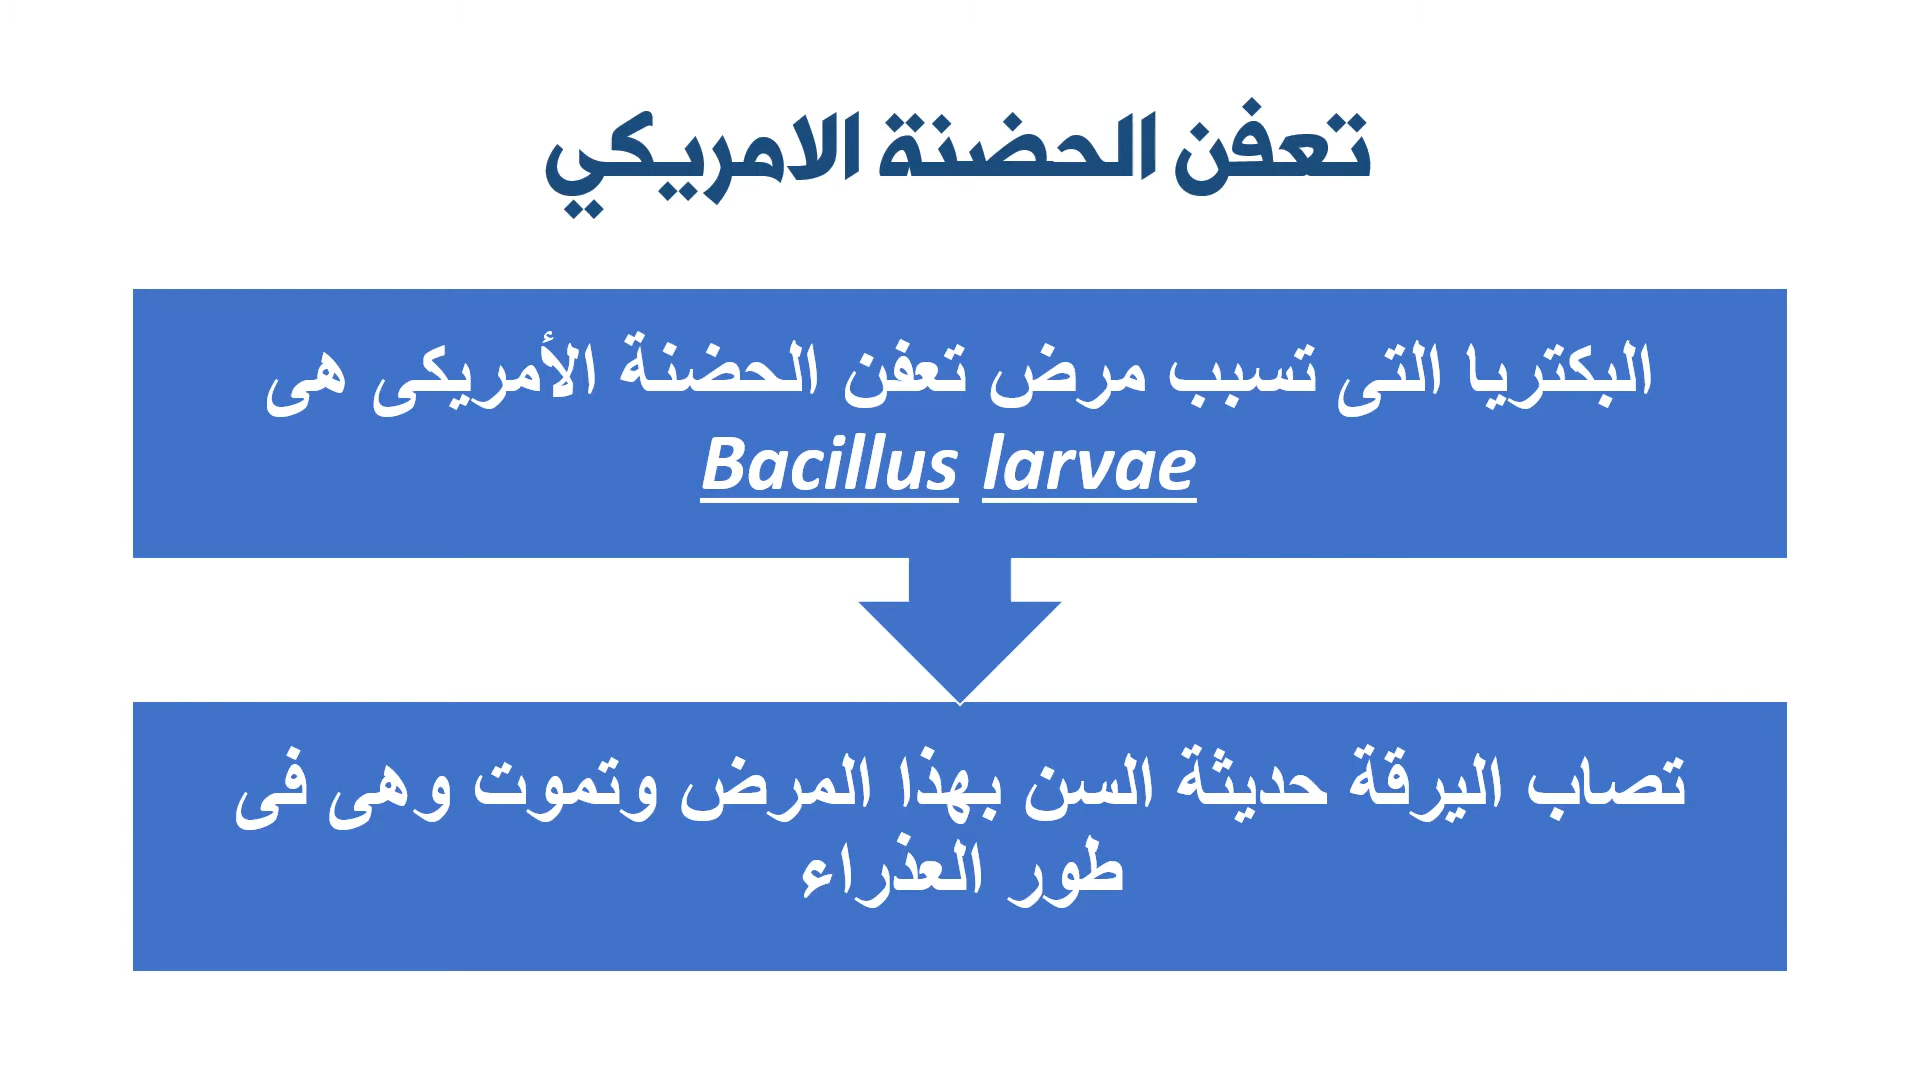 تعفن الحضنة الامريكي
البكتريا التى تسبب مرض تعفن الحضنة الأمريكى هى
Bacillus larvae
تصاب اليرقة حديثة السن بهذا المرض وتموت وهى فى
طور العذراء